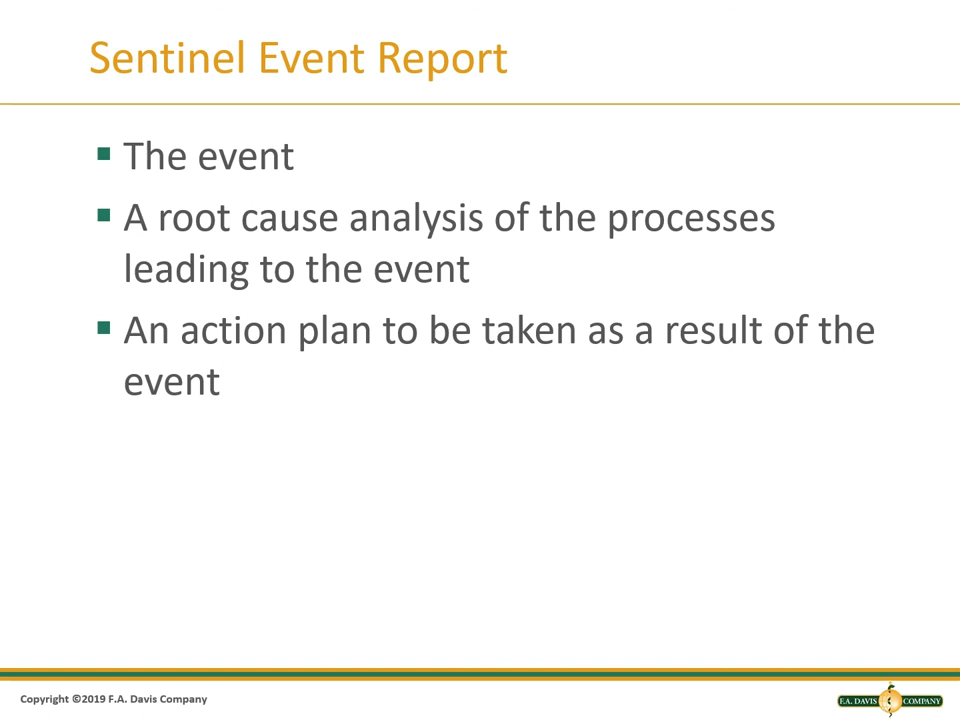 Sentinel Event Report
▪ The event
▪ A root cause analysis of the processes
leading to the event
▪ An action plan to be taken as a result of the
event
Copyright ©2019 F.A. Davis Company
F.A. DAVIS COMPANY